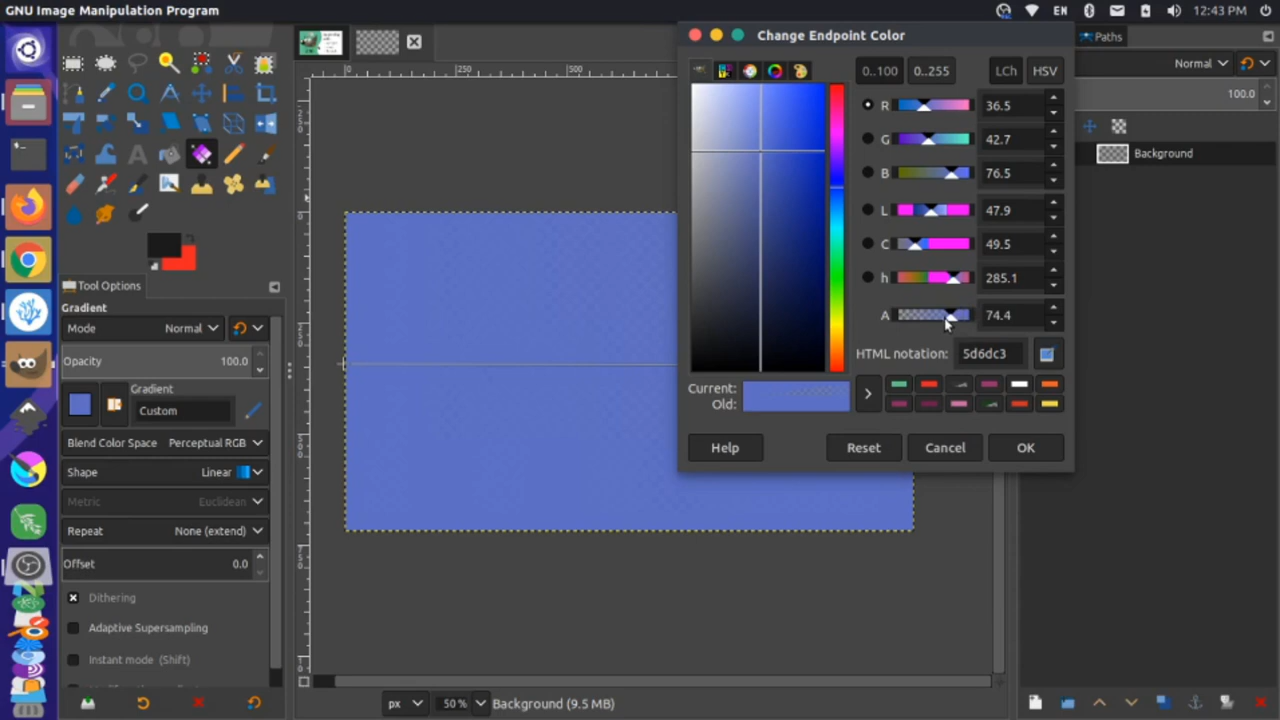 GNU Image Manipulation Program
EN
12:43 PM
Change Endpoint Color
Paths
0..100
0..255
LCh
HSV
Normal
100.0
R
36.5
G
42.7
B
76.5
L
47.9
C
49.5
h
285.1
A
74.4
HTML notation:
5d6dc3
Current:
Old:
Help
Reset
Cancel
OK
Background
Tool Options
Gradient
Mode
Normal
Opacity
100.0
Gradient
Custom
Blend Color Space
Perceptual RGB
Shape
Linear
Metric
Euclidean
Repeat
None (extend)
Offset
0.0
Dithering
Adaptive Supersampling
Instant mode (Shift)
0
250
500
px
50 %
Background (9.5 MB)